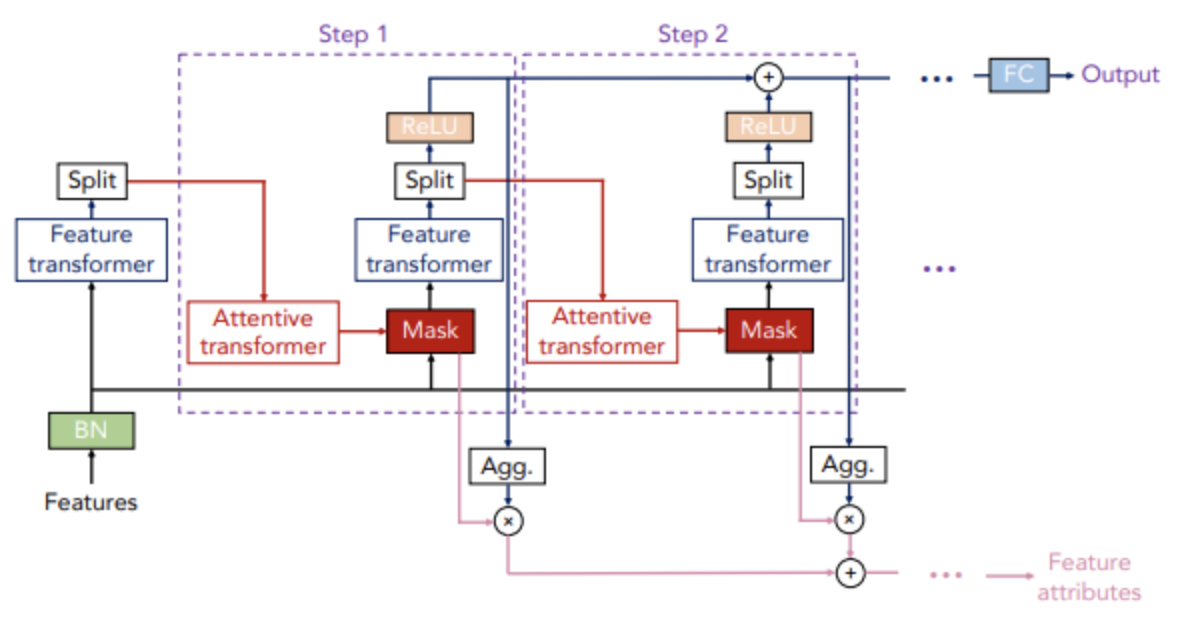 Step 1
Step 2
FC
Output
ReLU
ReLU
Split
Split
Split
Feature
transformer
Feature
transformer
Feature
transformer
Attentive
transformer
Mask
Attentive
transformer
Mask
BN
Features
Agg.
Agg.
Feature
attributes